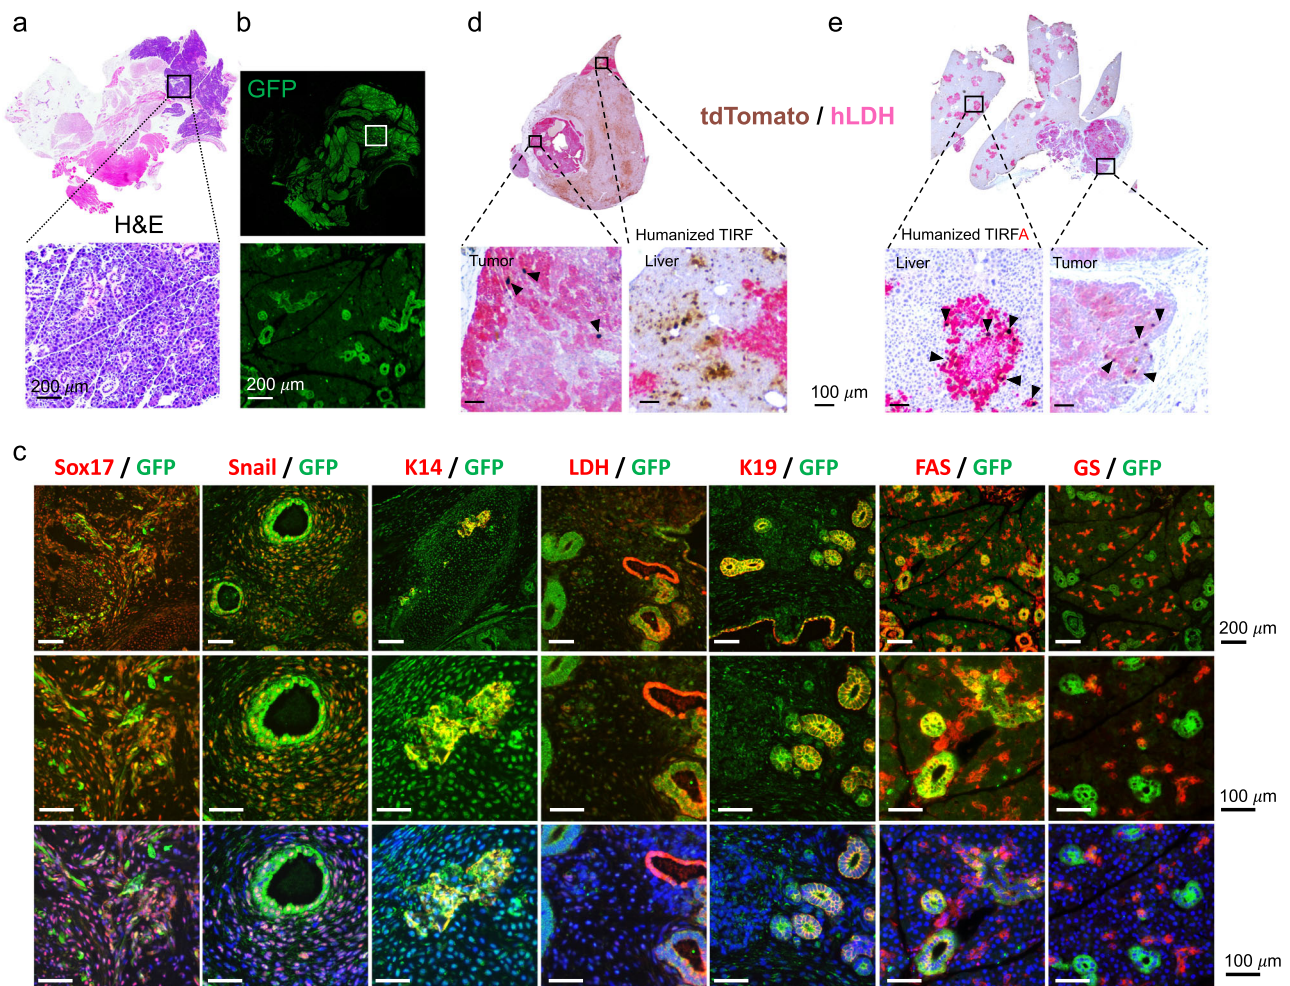 a
b
d
e
GFP
tdTomato / hLDH
H&E
Humanized TIRF
Humanized TIRFA
Tumor
Liver
Liver
Tumor
200 μm
200 μm
100 μm
c
Sox17 / GFP
Snail / GFP
K14 / GFP
LDH / GFP
K19 / GFP
FAS / GFP
GS / GFP
200 μm
100 μm
100 μm